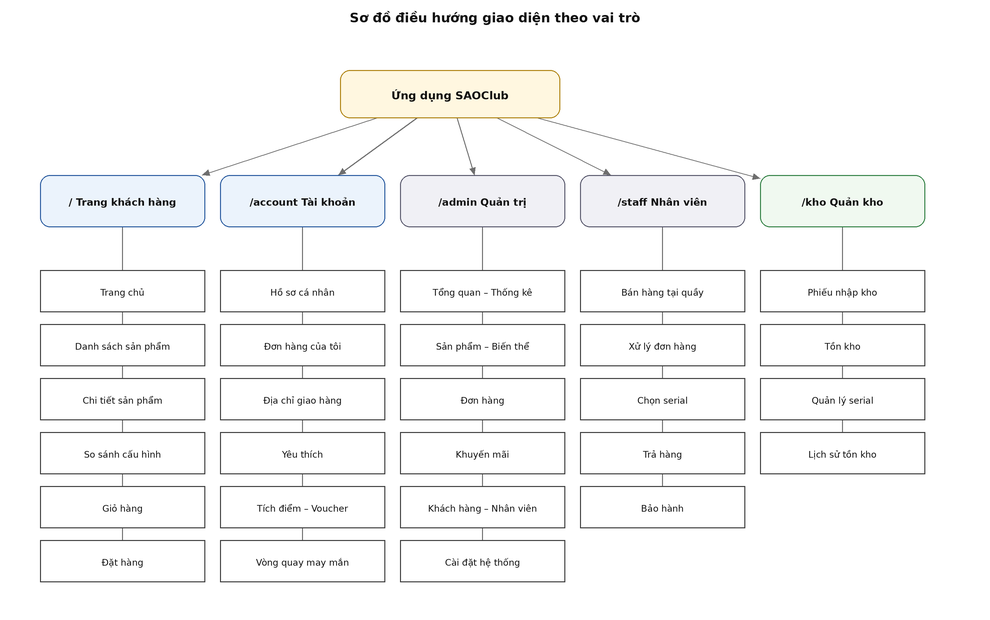 Sơ đồ điều hướng giao diện theo vai trò
Ứng dụng SAOClub
/ Trang khách hàng
/account Tài khoản
/admin Quản trị
/staff Nhân viên
/kho Quản kho
Trang chủ
Danh sách sản phẩm
Chi tiết sản phẩm
So sánh cấu hình
Giỏ hàng
Đặt hàng
Hồ sơ cá nhân
Đơn hàng của tôi
Địa chỉ giao hàng
Yêu thích
Tích điểm – Voucher
Vòng quay may mắn
Tổng quan – Thống kê
Sản phẩm – Biến thể
Đơn hàng
Khuyến mãi
Khách hàng – Nhân viên
Cài đặt hệ thống
Bán hàng tại quầy
Xử lý đơn hàng
Chọn serial
Trả hàng
Bảo hành
Phiếu nhập kho
Tồn kho
Quản lý serial
Lịch sử tồn kho